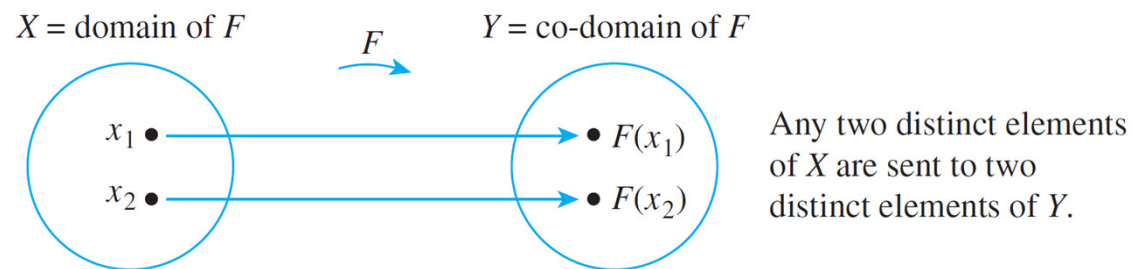 X = domain of F
F
Y = co-domain of F
x₁
F(x₁)
x₂
F(x₂)
Any two distinct elements
of X are sent to two
distinct elements of Y.